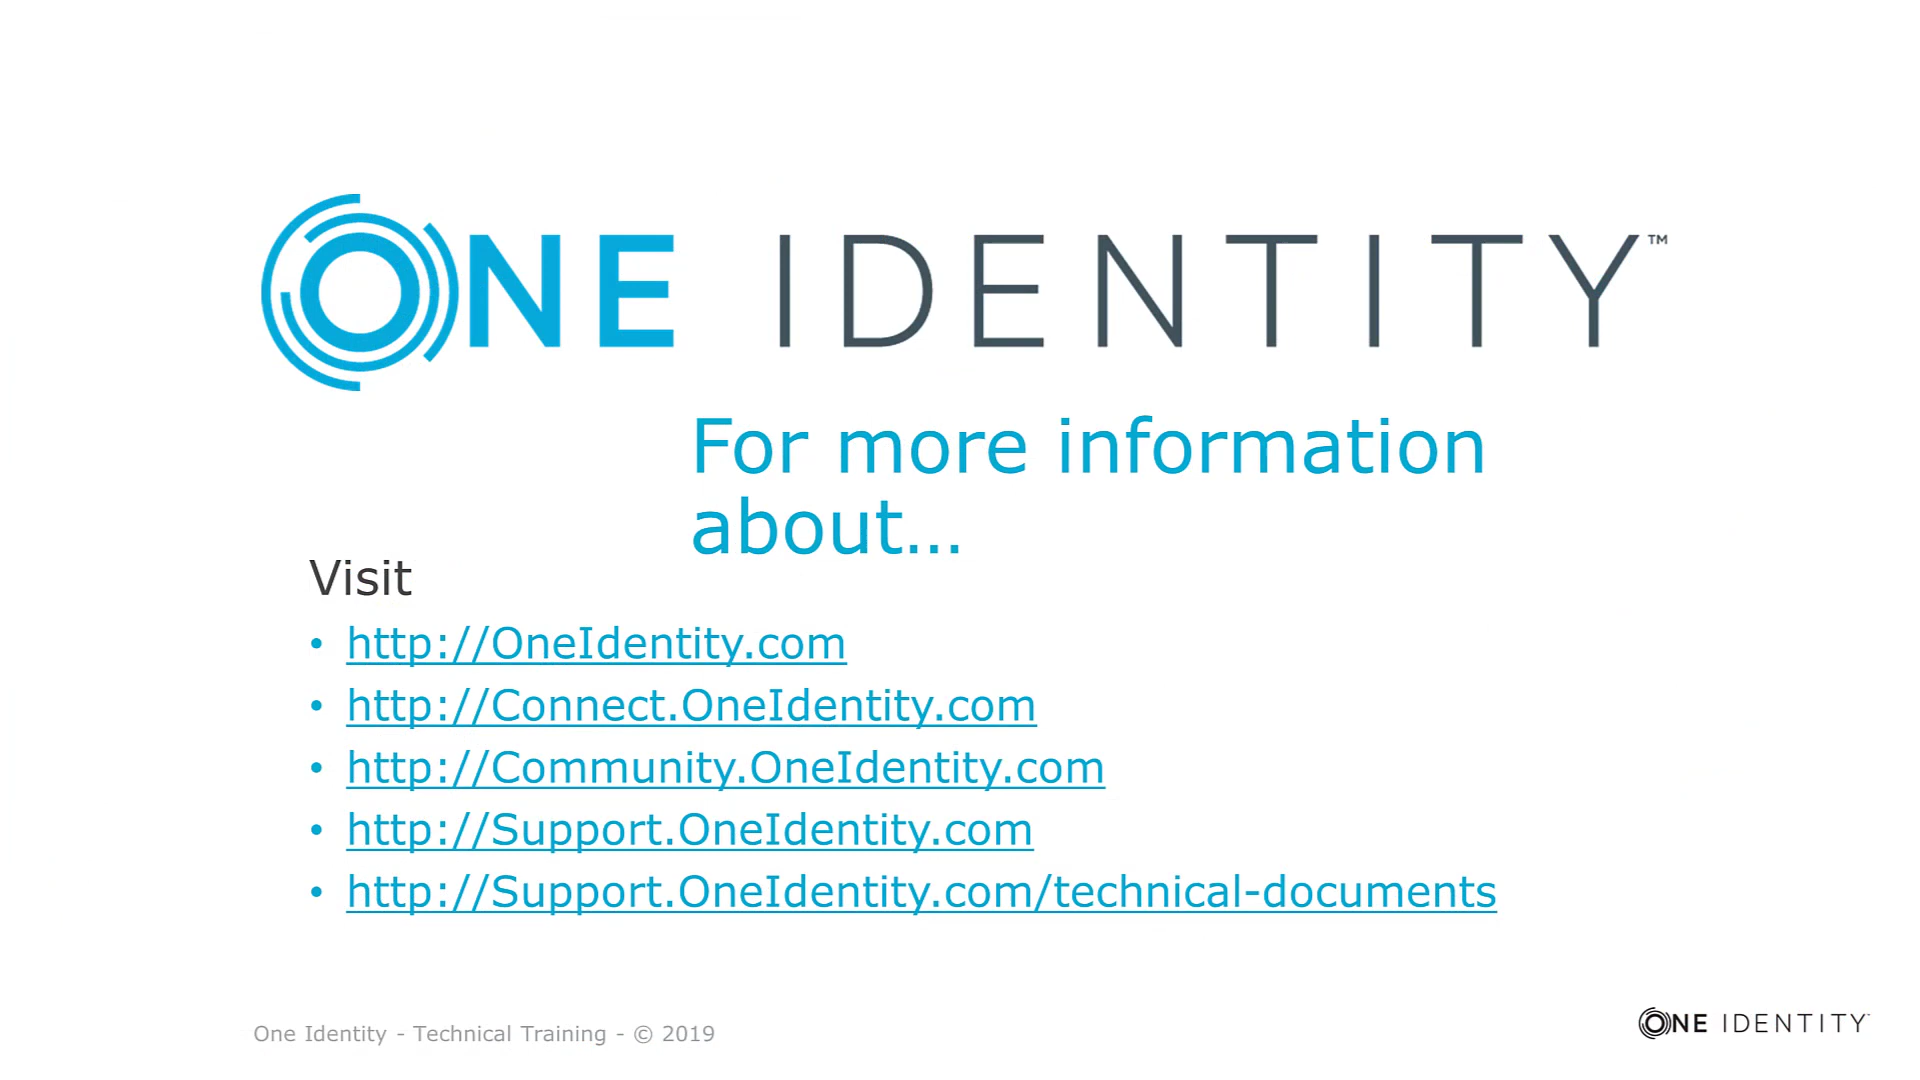 ONE IDENTITY™
For more information
about...
Visit
• http://OneIdentity.com
• http://Connect.OneIdentity.com
• http://Community.OneIdentity.com
• http://Support.OneIdentity.com
• http://Support.OneIdentity.com/technical-documents
One Identity - Technical Training - © 2019
ONE IDENTITY™